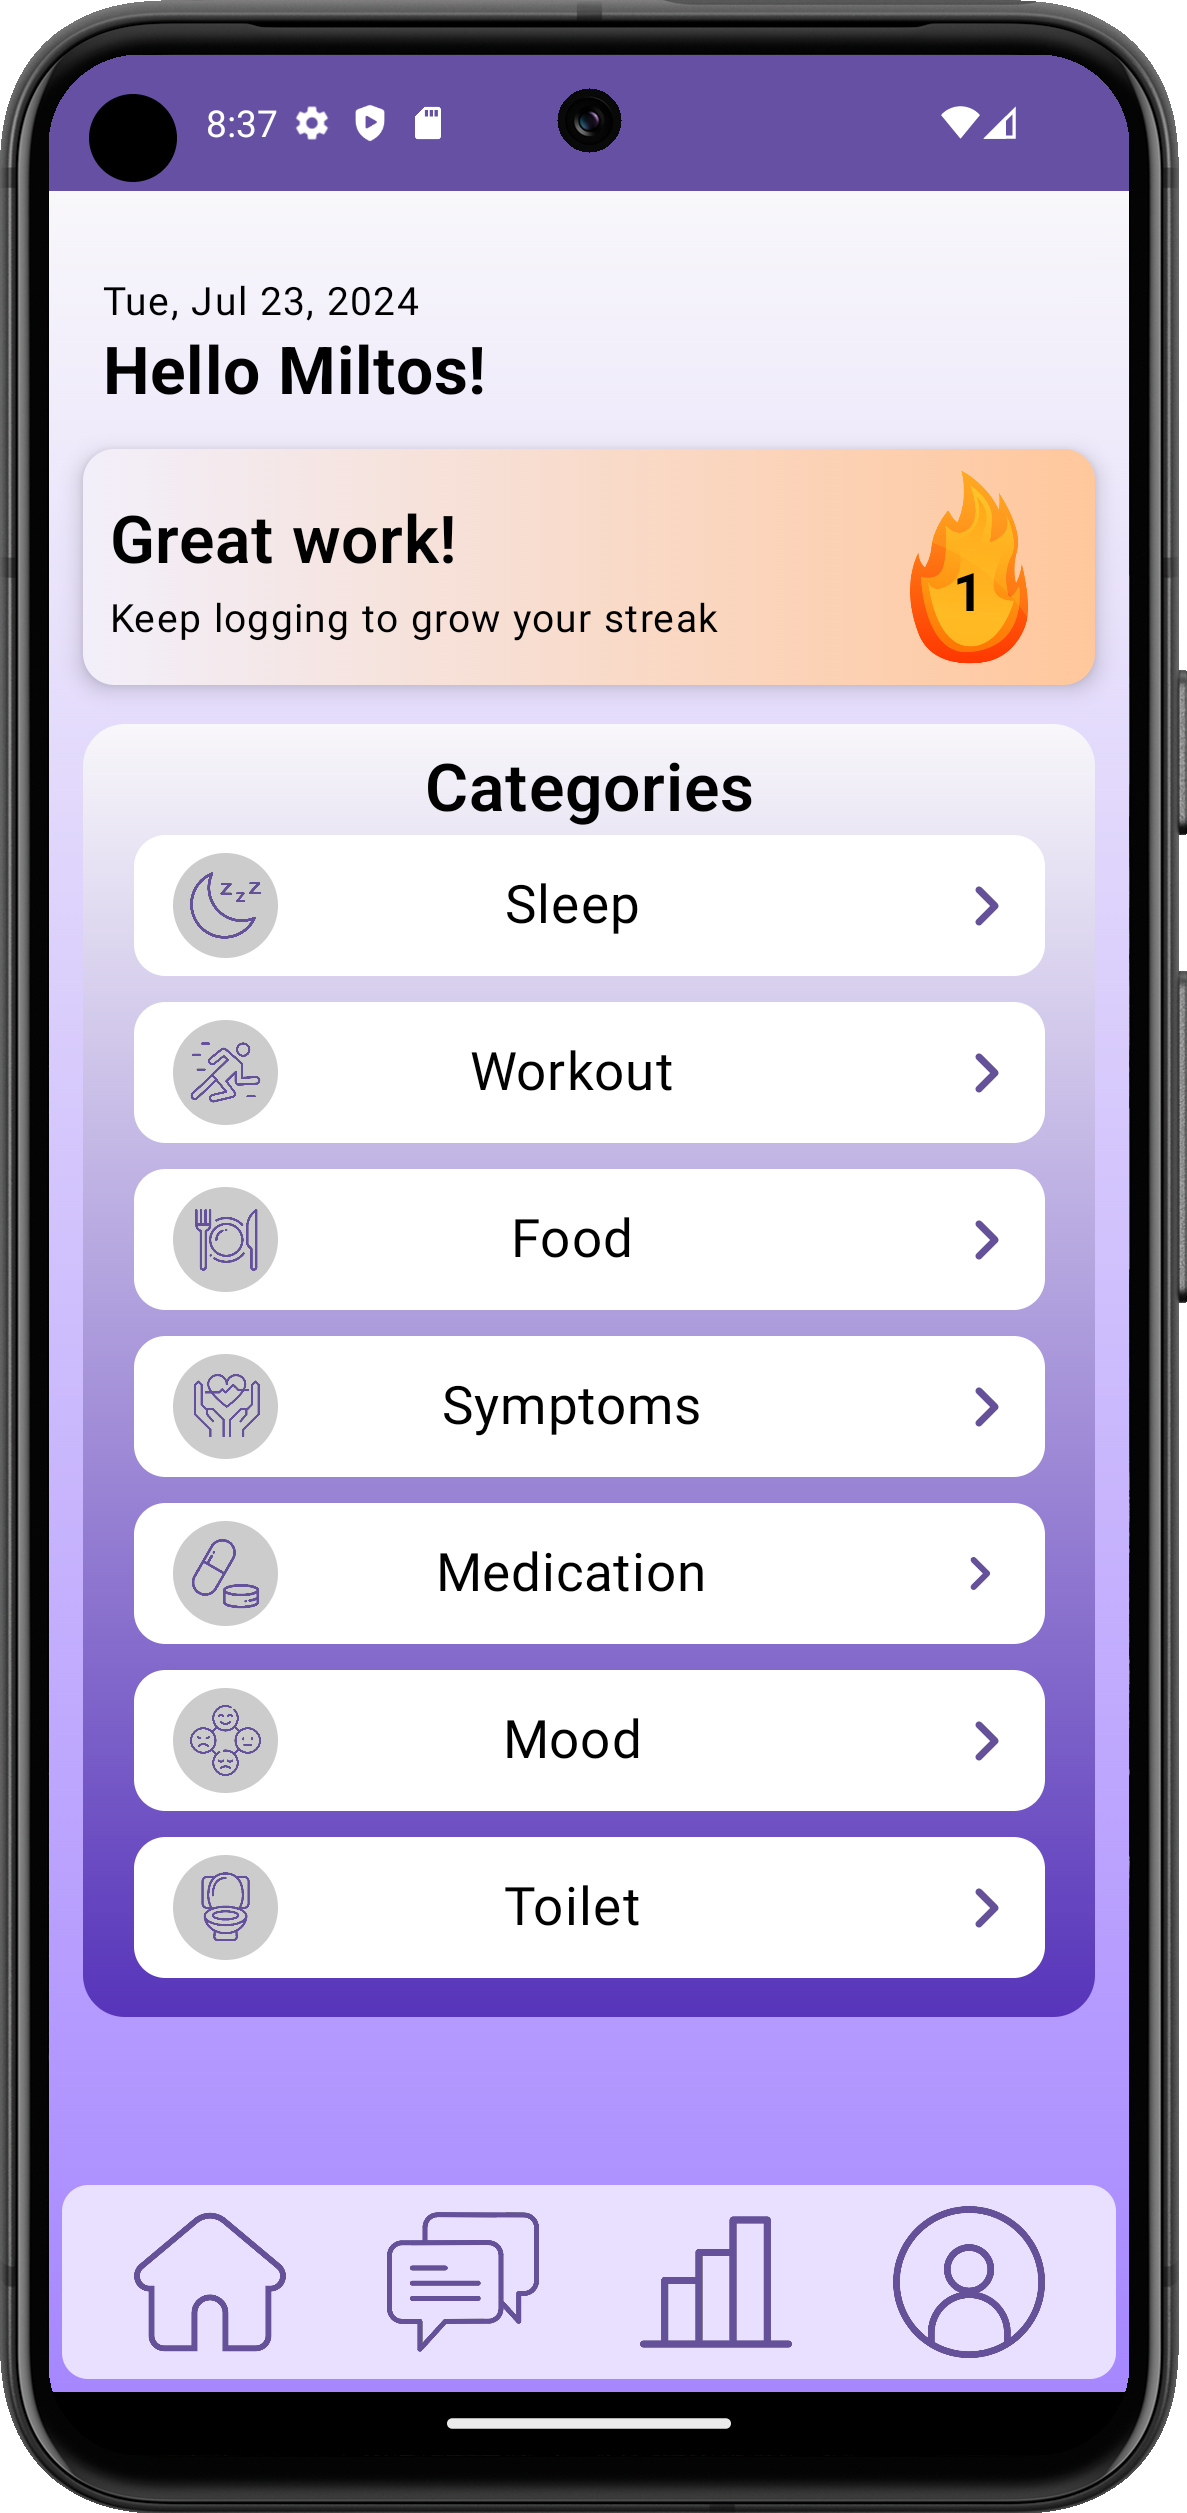 8:37
Tue, Jul 23, 2024
Hello Miltos!
Great work!
Keep logging to grow your streak
1
Categories
z z z
Sleep
Workout
Food
Symptoms
Medication
Mood
Toilet